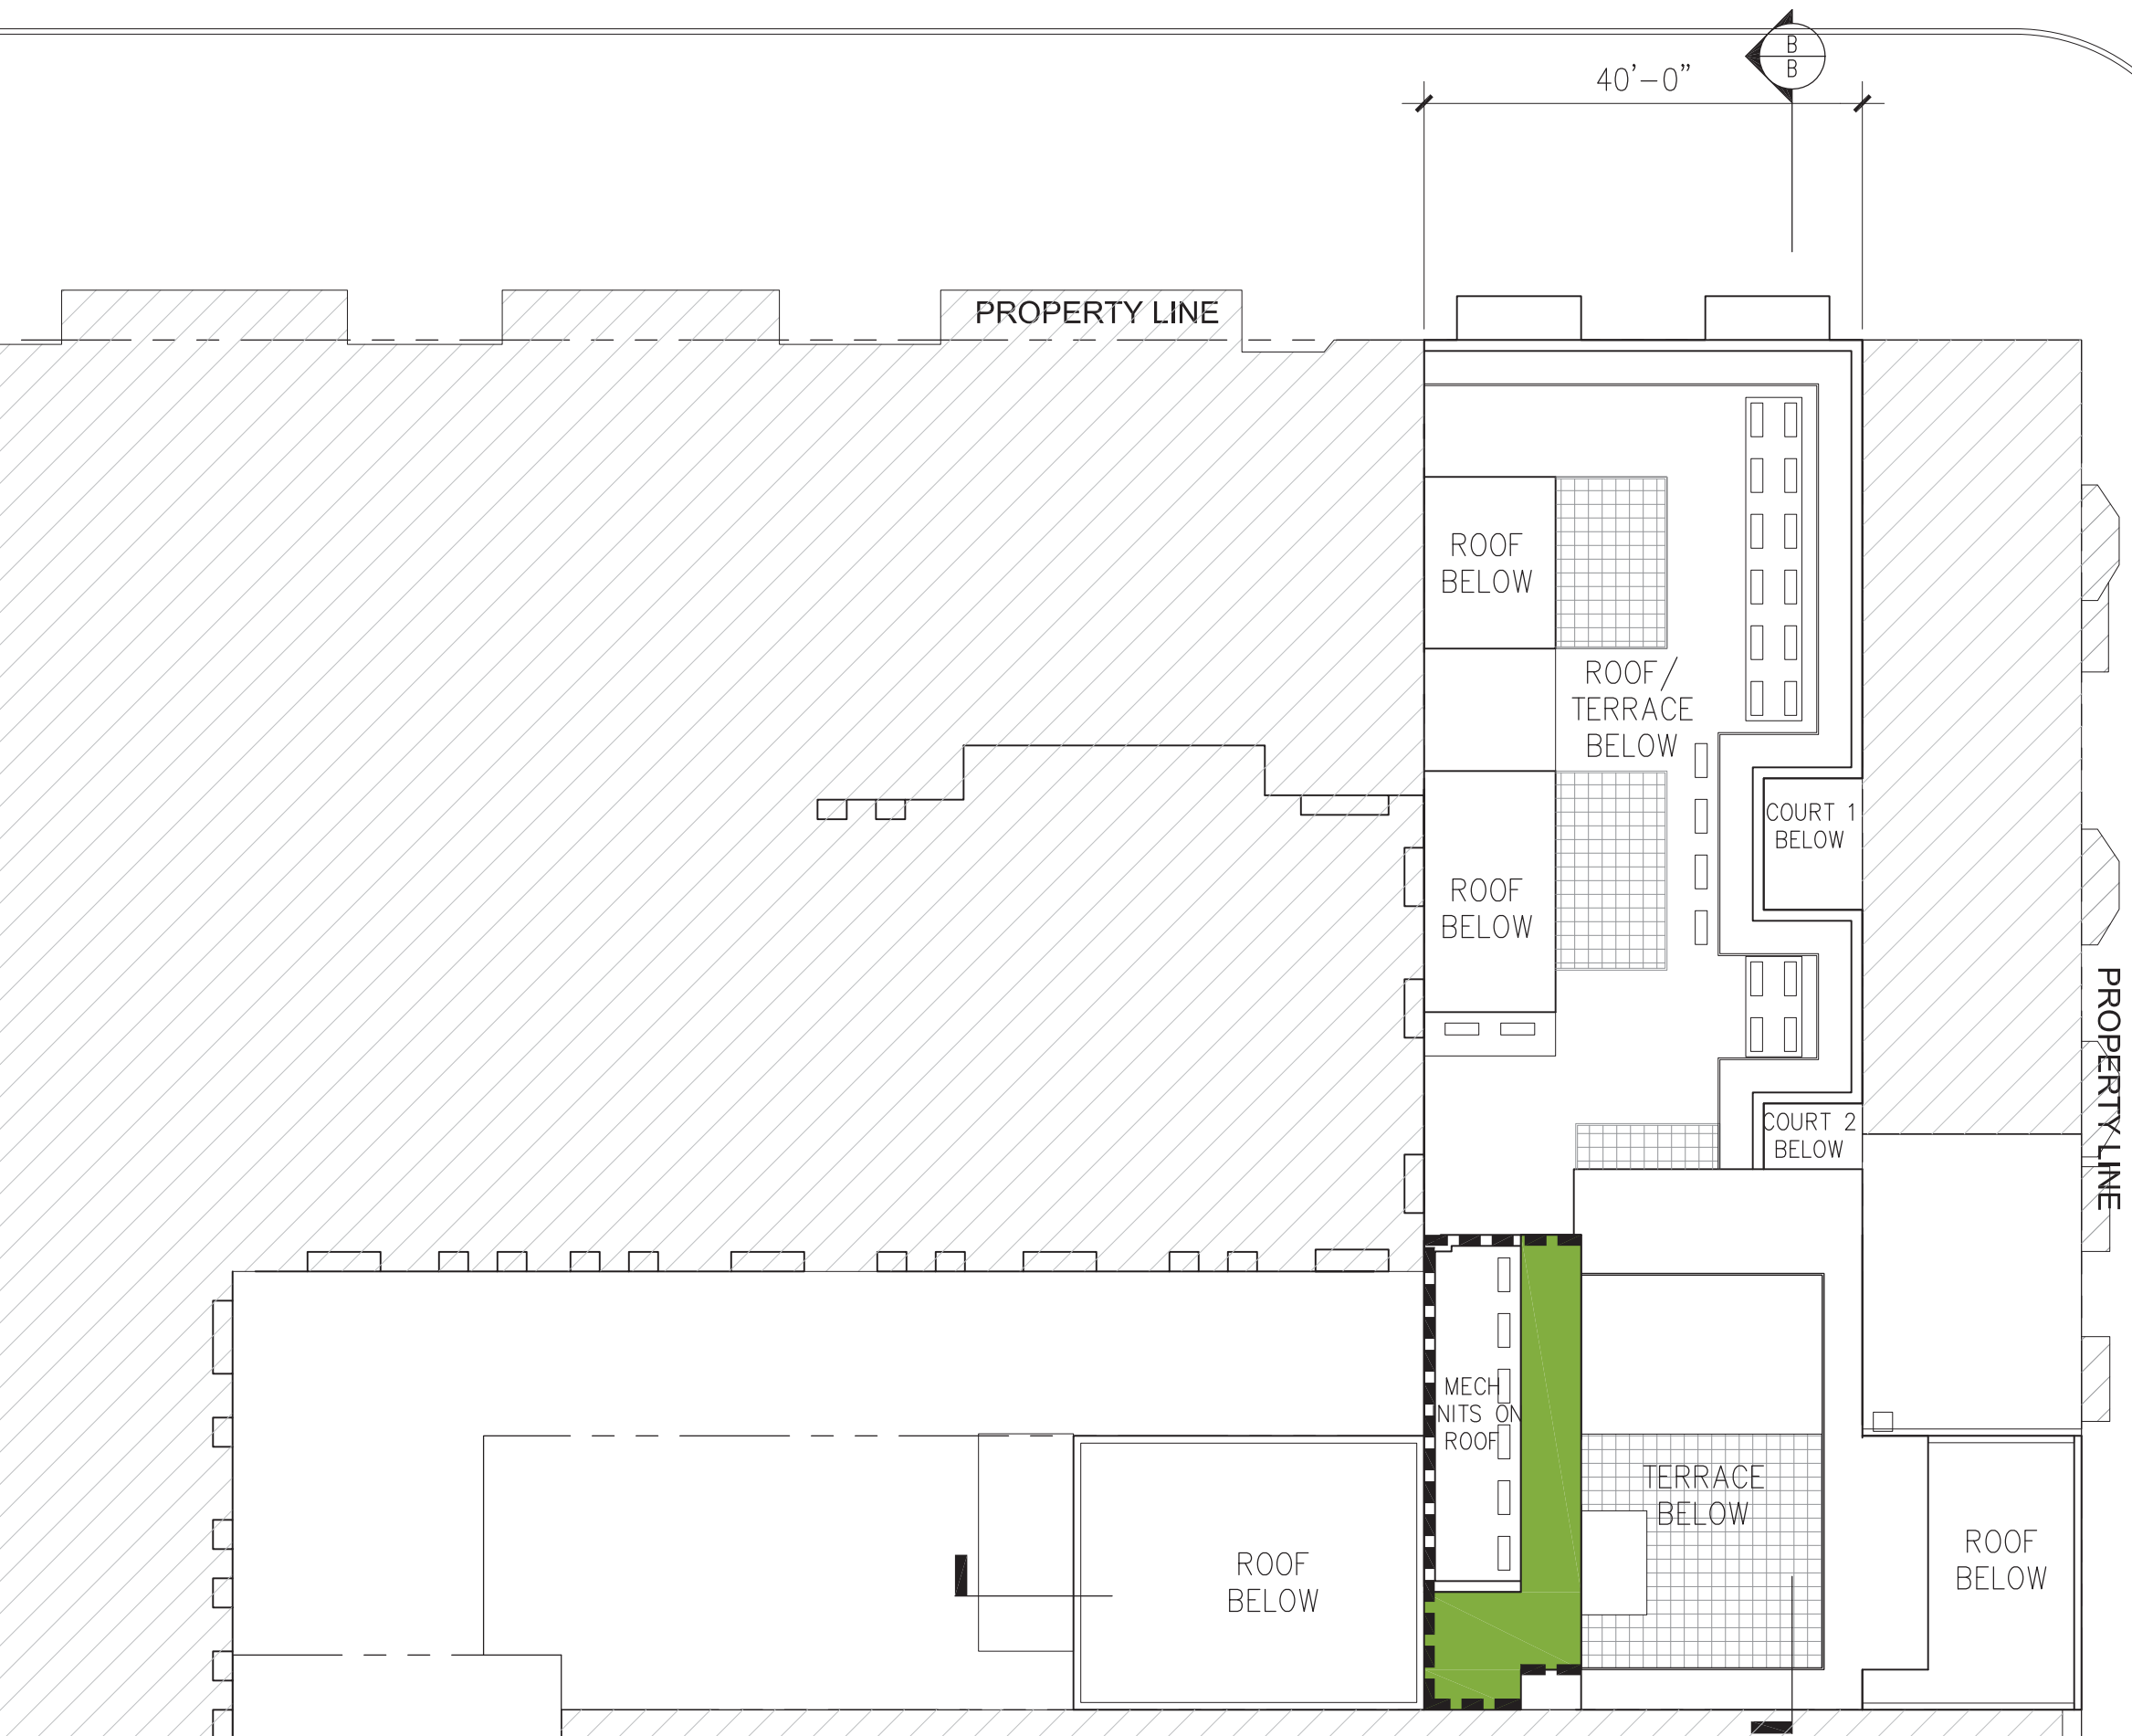 B
B
40'-0"
PROPERTY LINE
ROOF
BELOW
ROOF/
TERRACE
BELOW
COURT 1
BELOW
ROOF
BELOW
PROPERTY LINE
COURT 2
BELOW
MECH
NITS ON
ROOF
TERRACE
BELOW
ROOF
BELOW
ROOF
BELOW